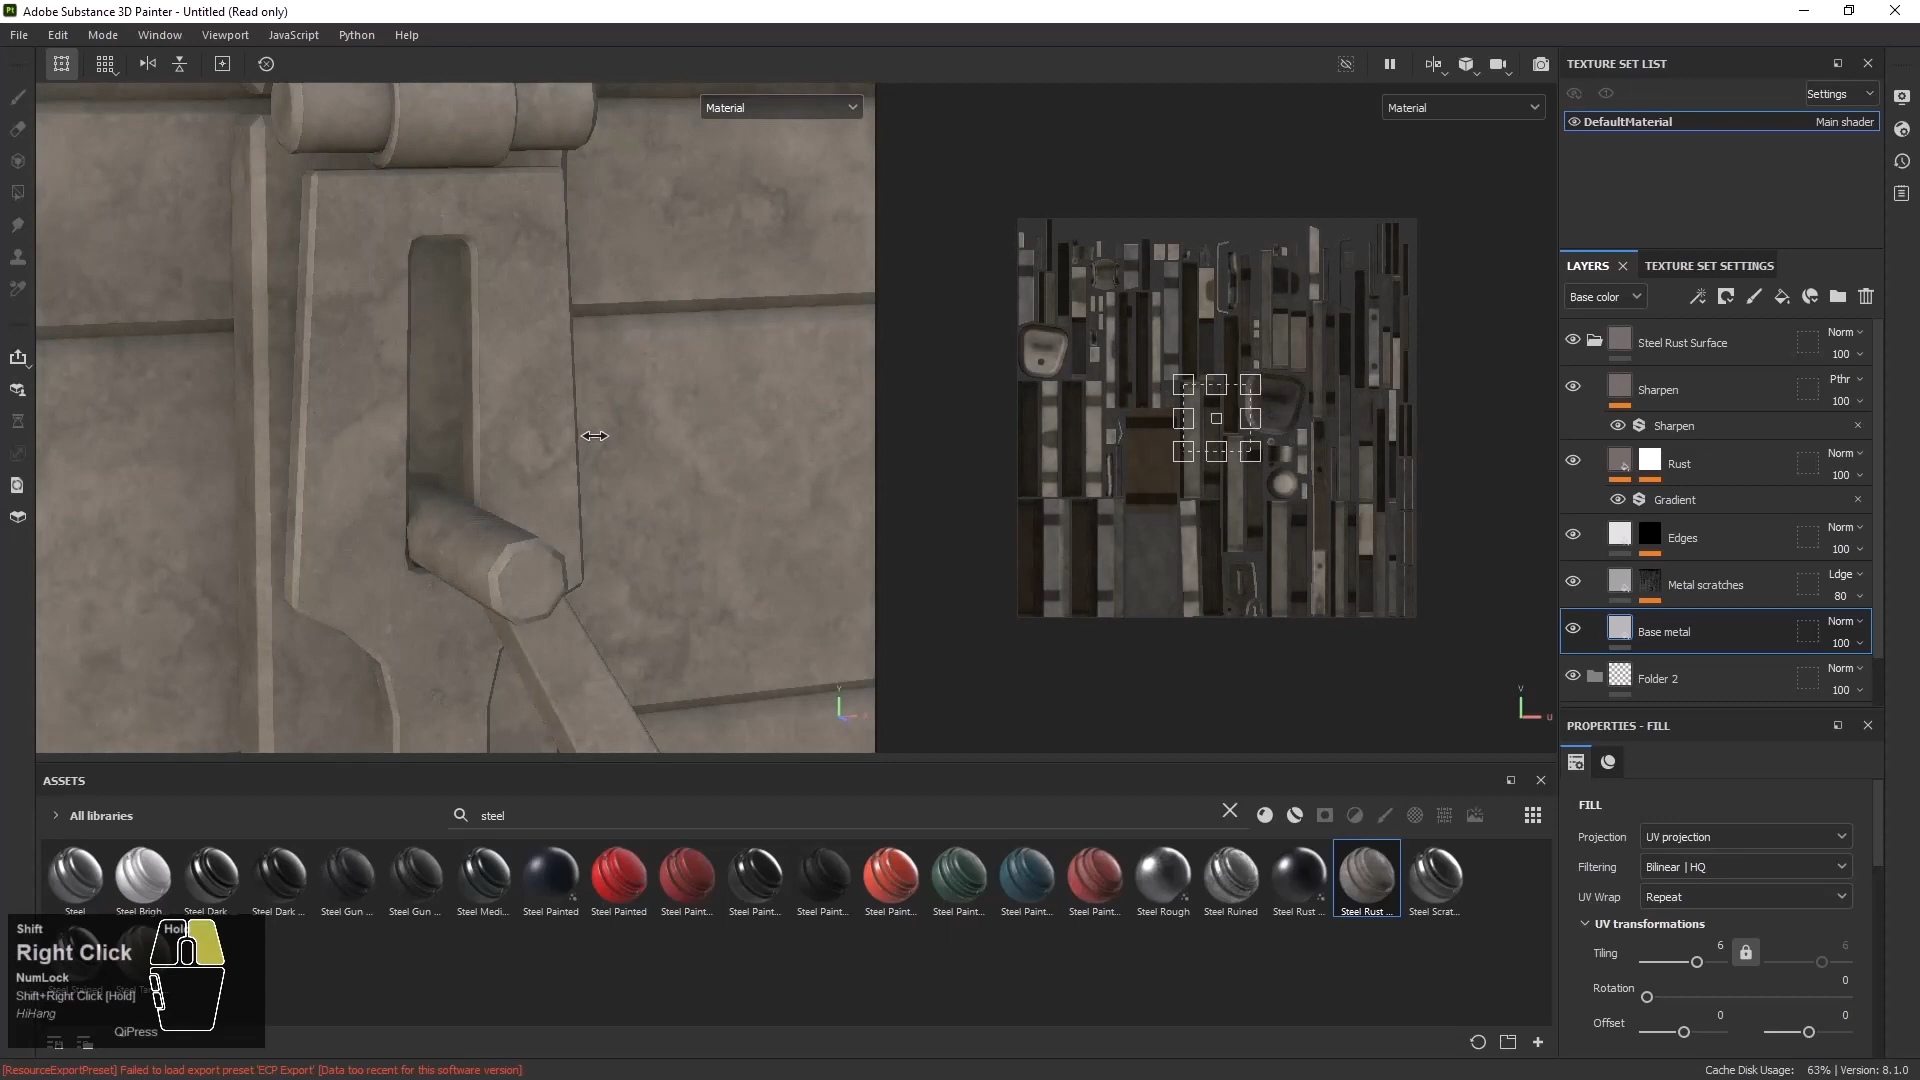 Adobe Substance 3D Painter - Untitled (Read only)
File Edit Mode Window Viewport JavaScript Python Help
Material
Material
TEXTURE SET LIST
Settings
DefaultMaterial Main shader
LAYERS TEXTURE SET SETTINGS
Base color
Steel Rust Surface Norm 100
Sharpen Pthr 100
Sharpen
Rust Norm 100
Gradient
Edges Norm 100
Metal scratches Ldge 80
Base metal Norm 100
Folder 2 Norm 100
PROPERTIES - FILL
FILL
Projection UV projection
Filtering Bilinear | HQ
UV Wrap Repeat
UV transformations
Tiling 6 6
Rotation 0
Offset 0 0
ASSETS
All libraries
steel
Steel Steel Brigh... Steel Dark ... Steel Dark ... Steel Gun ... Steel Gun ... Steel Medi... Steel Painted Steel Painted Steel Paint... Steel Paint... Steel Paint... Steel Paint... Steel Paint... Steel Paint... Steel Paint... Steel Rough Steel Ruined Steel Rust ... Steel Rust ... Steel Scrat...
Shift Hold
Right Click
NumLock
Shift+Right Click [Hold]
HiHang
QiPress
Y
V
U
[ResourceExportPreset] Failed to load export preset 'ECP Export' [Data too recent for this software version]
Cache Disk Usage: 63% | Version: 8.1.0